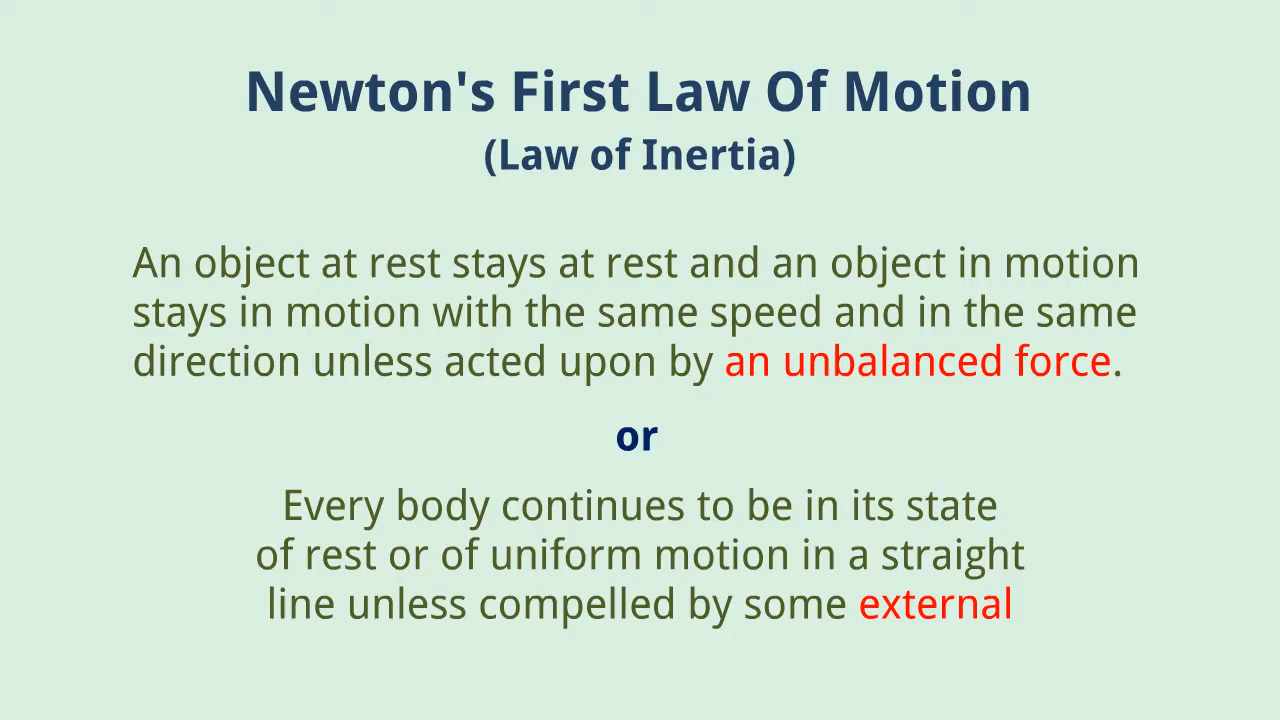 Newton's First Law Of Motion
(Law of Inertia)
An object at rest stays at rest and an object in motion
stays in motion with the same speed and in the same
direction unless acted upon by an unbalanced force.
or
Every body continues to be in its state
of rest or of uniform motion in a straight
line unless compelled by some external